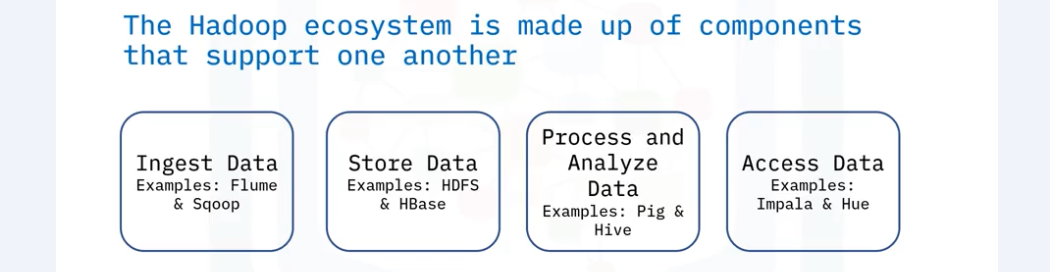 The Hadoop ecosystem is made up of components
that support one another
Ingest Data
Examples: Flume
& Sqoop
Store Data
Examples: HDFS
& HBase
Process and
Analyze
Data
Examples: Pig &
Hive
Access Data
Examples:
Impala & Hue